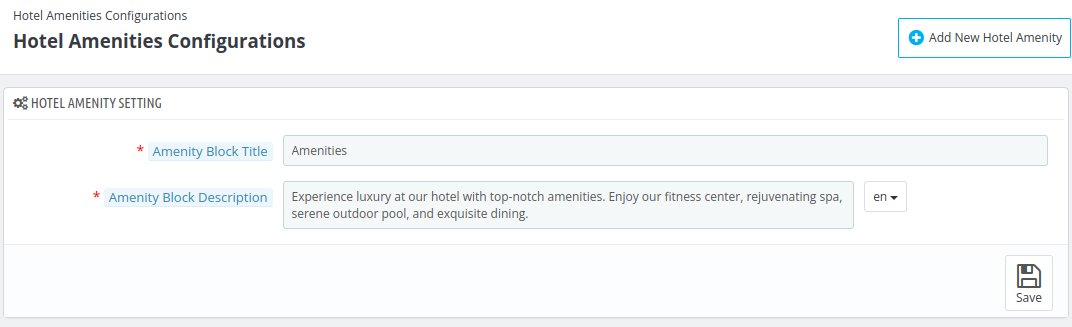 Hotel Amenities Configurations
Hotel Amenities Configurations
Add New Hotel Amenity
HOTEL AMENITY SETTING
* Amenity Block Title
Amenities
* Amenity Block Description
Experience luxury at our hotel with top-notch amenities. Enjoy our fitness center, rejuvenating spa,
serene outdoor pool, and exquisite dining.
en
Save